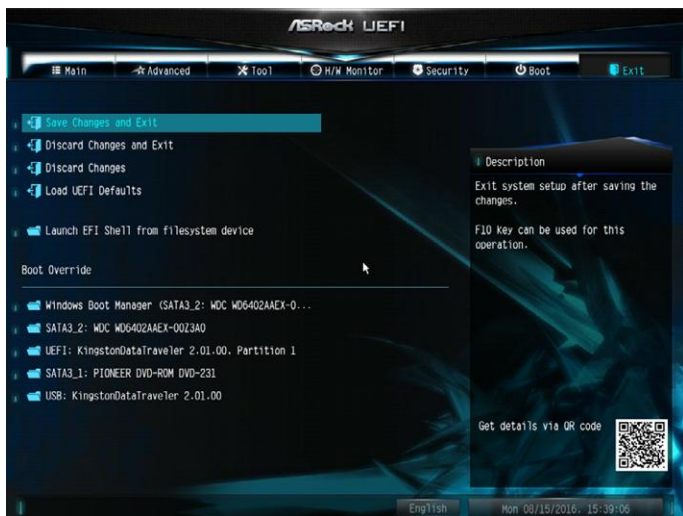 ASRock UEFI
Main Advanced Tool H/W Monitor Security Boot Exit
Save Changes and Exit
Discard Changes and Exit
Discard Changes
Load UEFI Defaults
Launch EFI Shell from filesystem device
Boot Override
Windows Boot Manager (SATA3_2: WDC WD6402AAEX-0...
SATA3_2: WDC WD6402AAEX-00Z3A0
UEFI: KingstonDataTraveler 2.01.00, Partition 1
SATA3_1: PIONEER DVD-ROM DVD-231
USB: KingstonDataTraveler 2.01.00
Description
Exit system setup after saving the
changes.
F10 key can be used for this
operation.
Get details via QR code
English
Mon 08/15/2016. 15:39:06